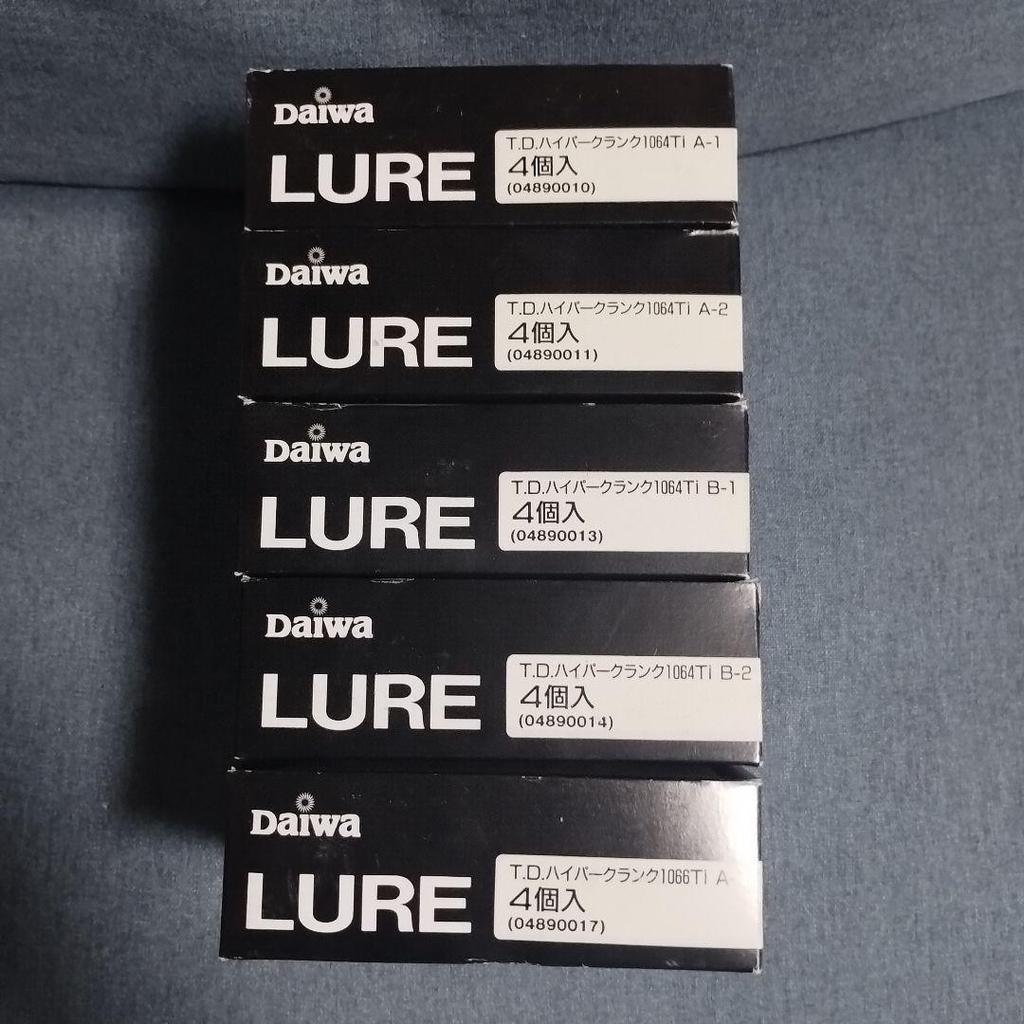 Daiwa
LURE
T.D.ハイパークランク1064Ti A-1
4個入
(04890010)
Daiwa
LURE
T.D.ハイパークランク1064Ti A-2
4個入
(04890011)
Daiwa
LURE
T.D.ハイパークランク1064Ti B-1
4個入
(04890013)
Daiwa
LURE
T.D.ハイパークランク1064Ti B-2
4個入
(04890014)
Daiwa
LURE
T.D.ハイパークランク1066Ti A-
4個入
(04890017)